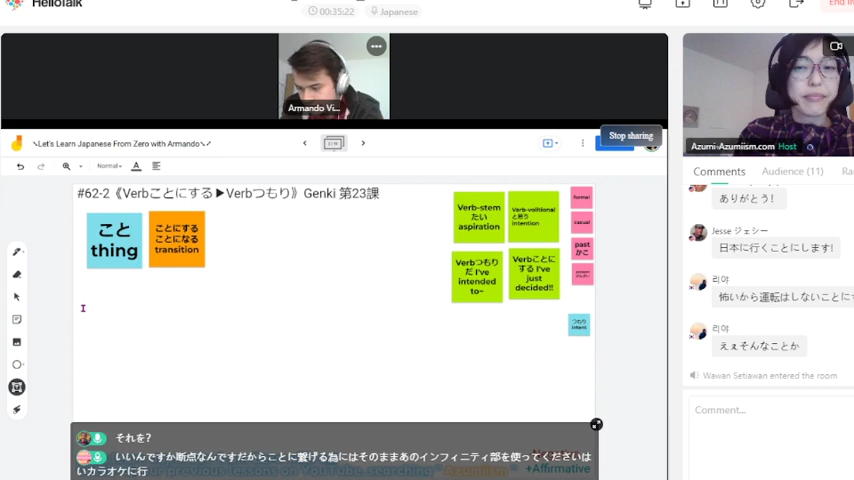 HelloTalk
00:35:22
Japanese
End li
Armando Vi...
Stop sharing
Azumi-Azumiism.com Host
↘Let's Learn Japanese From Zero with Armando↙
Normal
#62-2《Verbことにする▶Verbつもり》Genki 第23課
こと
thing
ことにする
ことになる
transition
Verb-stem
たい
aspiration
Verb-volitional
と思う
intention
Verbつもり
だ I've
intended
to~
Verbことに
する I've
just
decided!!
formal
casual
past
かこ
つもり
intent
Comments
Audience (11)
Ra
ありがとう!
Jesse ジェシー
日本に行くことにします!
리야
怖いから運転はしないことに
리야
えぇそんなことか
Wawan Setiawan entered the room
Comment...
それを?
いいんですか断点なんですだからことに繋げる為にはそのままあのインフィニティ部を使ってくださいは
いカラオケに行
+Affirmative